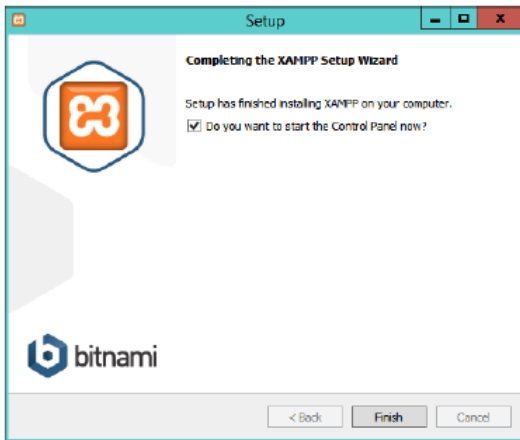 Setup
Completing the XAMPP Setup Wizard
Setup has finished installing XAMPP on your computer.
Do you want to start the Control Panel now?
bitnami
< Back
Finish
Cancel